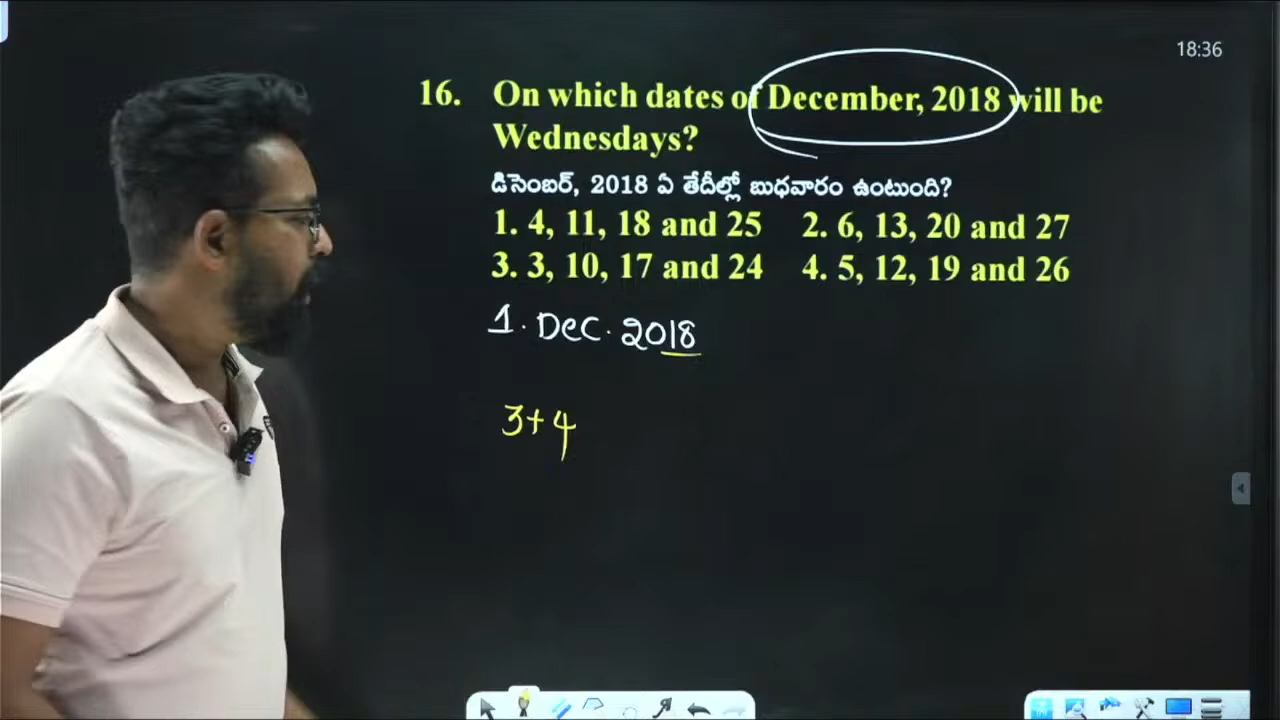 18:36
16. On which dates of December, 2018 will be
Wednesdays?
డిసెంబర్, 2018 ఏ తేదీల్లో బుధవారం ఉంటుంది?
1. 4, 11, 18 and 25 2. 6, 13, 20 and 27
3. 3, 10, 17 and 24 4. 5, 12, 19 and 26
1. Dec. 2018
3+4